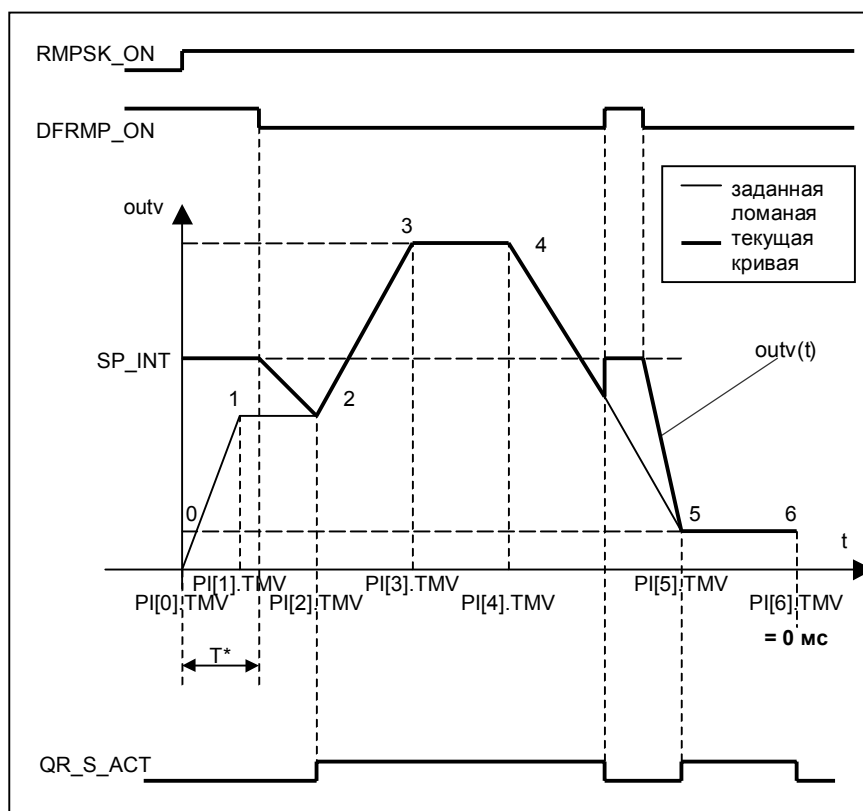 RMPSK_ON
DFRMP_ON
заданная
ломаная
текущая
кривая
outv
3
4
SP_INT
outv(t)
1
2
0
5
6
t
PI[1].TMV
PI[3].TMV
PI[5].TMV
PI[0].TMV
PI[2].TMV
PI[4].TMV
PI[6].TMV
= 0 мс
T*
QR_S_ACT